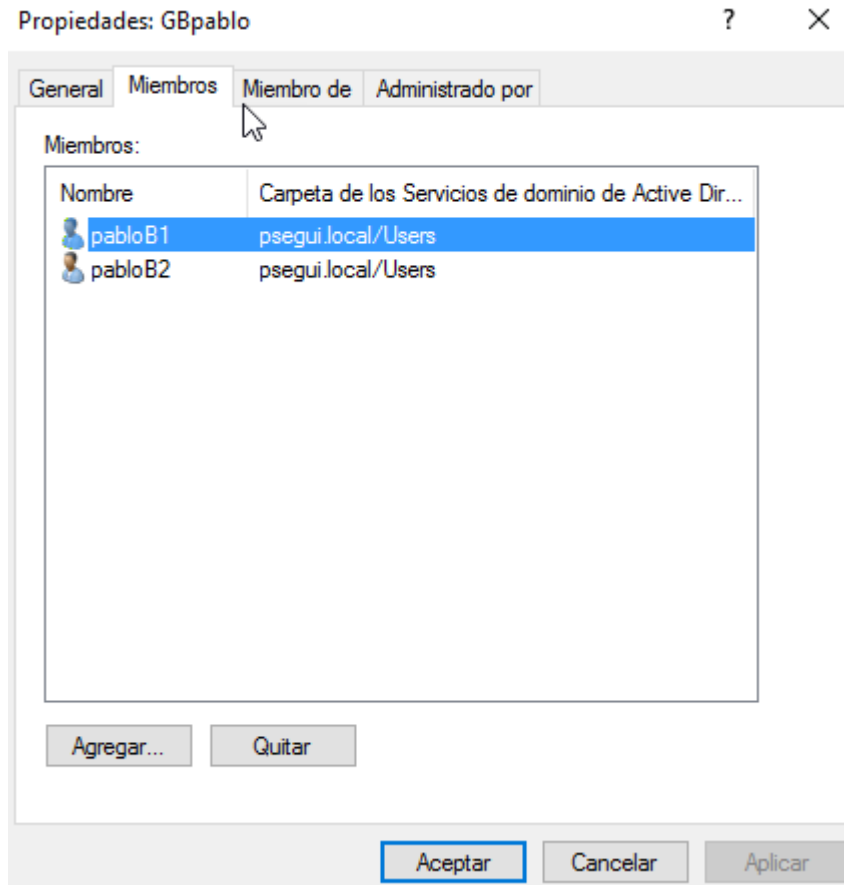 Propiedades: GBpablo ? ×
General Miembros Miembro de Administrado por
Miembros:
Nombre Carpeta de los Servicios de dominio de Active Dir...
pabloB1 psegui.local/Users
pabloB2 psegui.local/Users
Agregar... Quitar
Aceptar Cancelar Aplicar